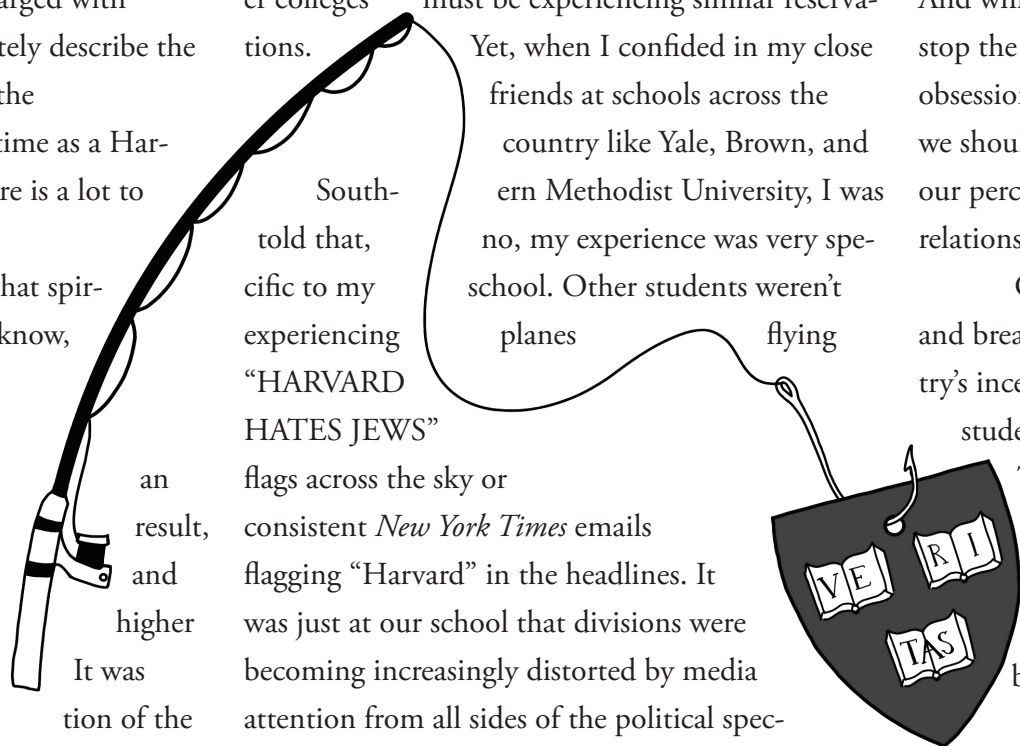 arged with
tely describe the
the
time as a Har-
re is a lot to
hat spir-
know,
an
result,
and
higher
It was
tion of the
er colleges must be experiencing similar reserva-
tions. Yet, when I confided in my close
friends at schools across the
country like Yale, Brown, and
South- ern Methodist University, I was
told that, no, my experience was very spe-
cific to my school. Other students weren’t
experiencing planes flying
“HARVARD
HATES JEWS”
flags across the sky or
consistent New York Times emails
flagging “Harvard” in the headlines. It
was just at our school that divisions were
becoming increasingly distorted by media
attention from all sides of the political spec-
VE RI
TAS
And
stop the
obsession
we shou
our perc
relations
and brea
try’s ince
stude